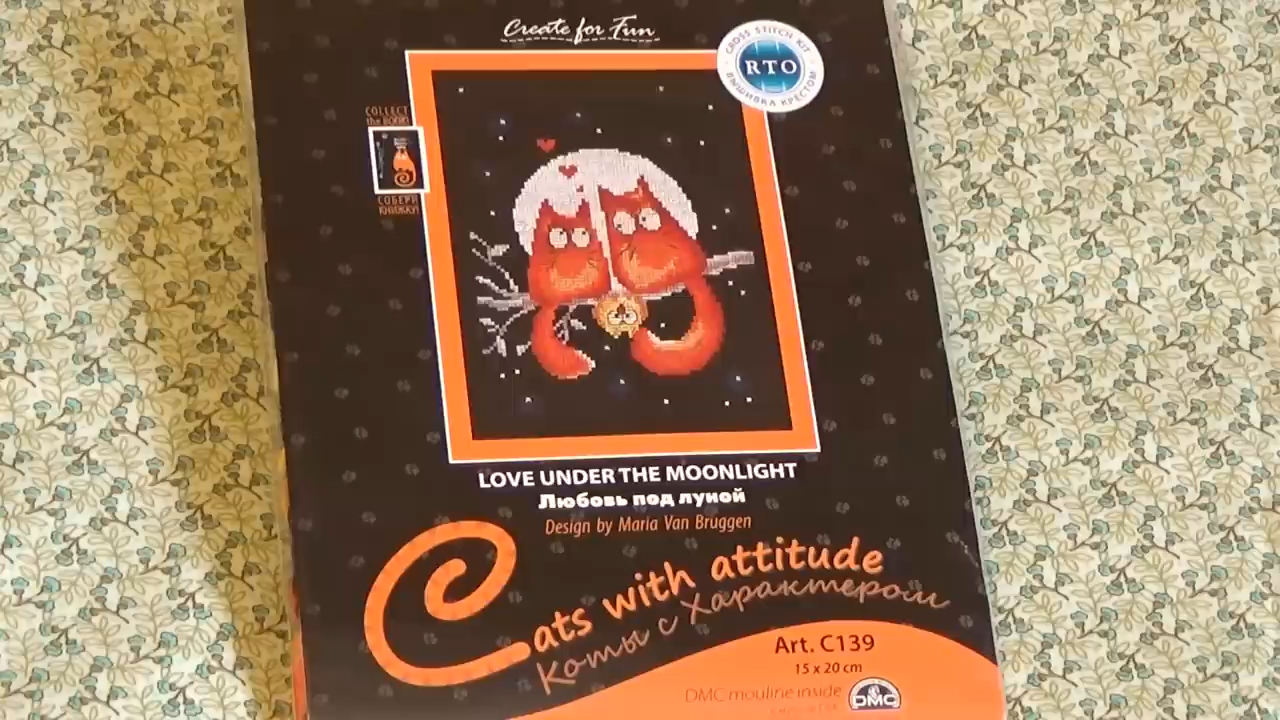 Create for Fun
CROSS STITCH KIT
RTO
ВЫШИВКА КРЕСТОМ
COLLECT
the BOOK!
СОБЕРИ
КНИЖКУ!
LOVE UNDER THE MOONLIGHT
Любовь под луной
Design by Maria Van Bruggen
Cats with attitude
Коты с Характером
Art. C139
15 x 20 cm
DMC mouline inside
DMC